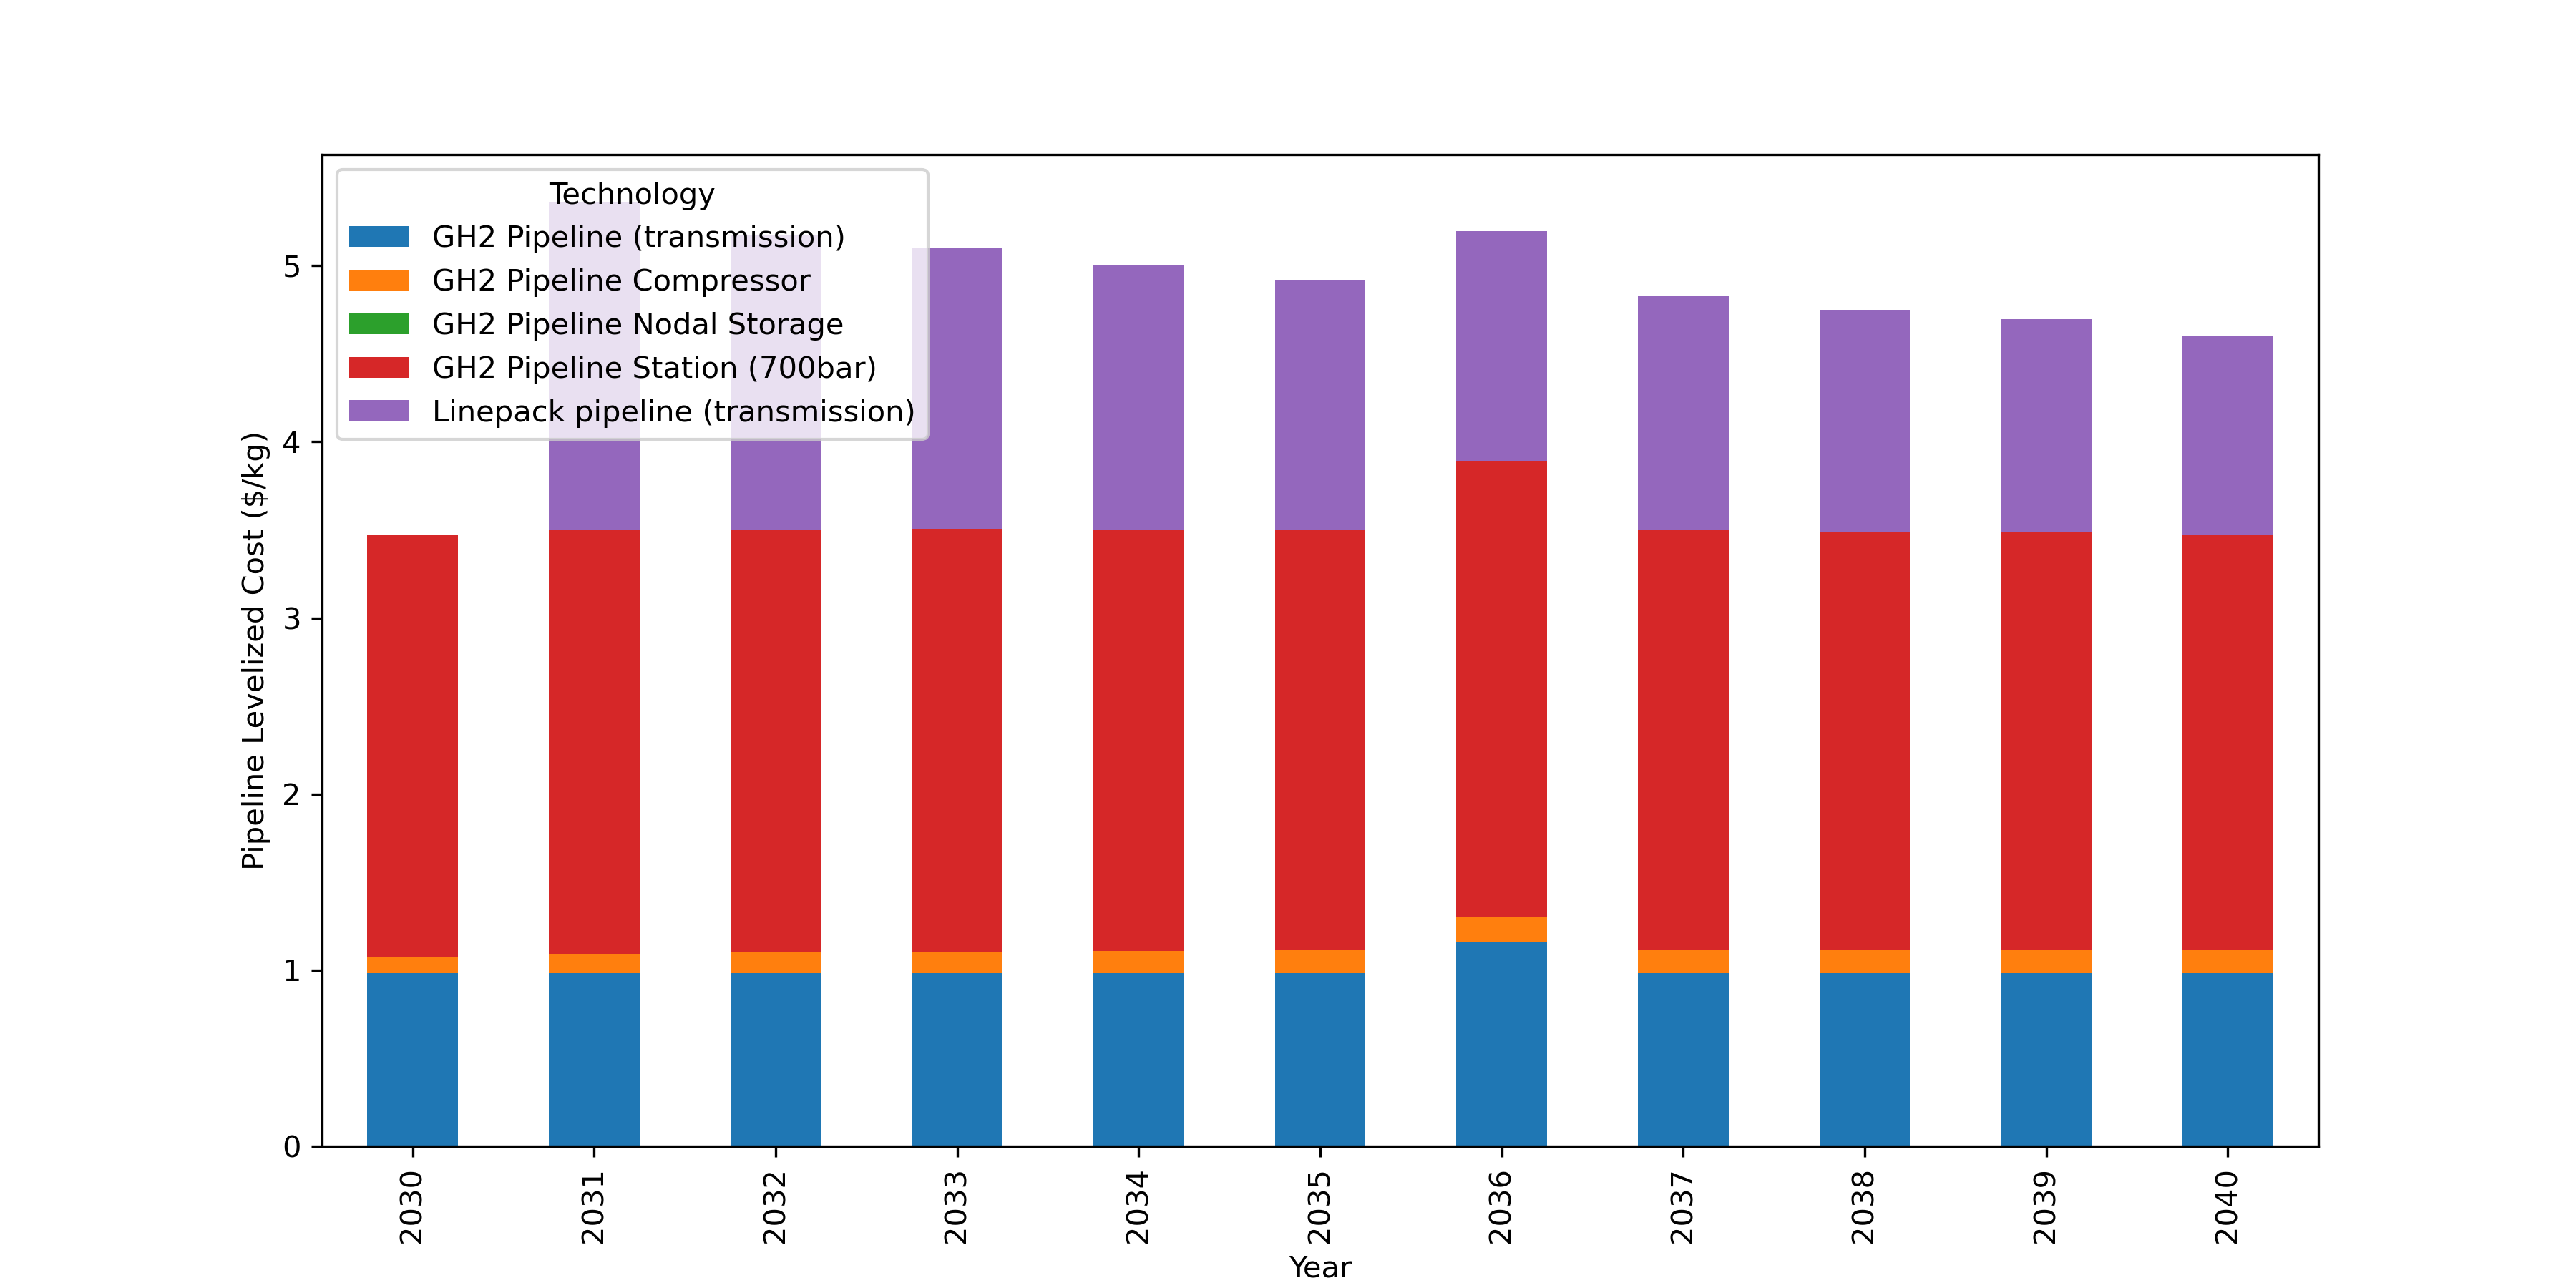 Technology
GH2 Pipeline (transmission)
GH2 Pipeline Compressor
GH2 Pipeline Nodal Storage
GH2 Pipeline Station (700bar)
Linepack pipeline (transmission)
Pipeline Levelized Cost ($/kg)
5
4
3
2
1
0
2030
2031
2032
2033
2034
2035
2036
2037
2038
2039
2040
Year